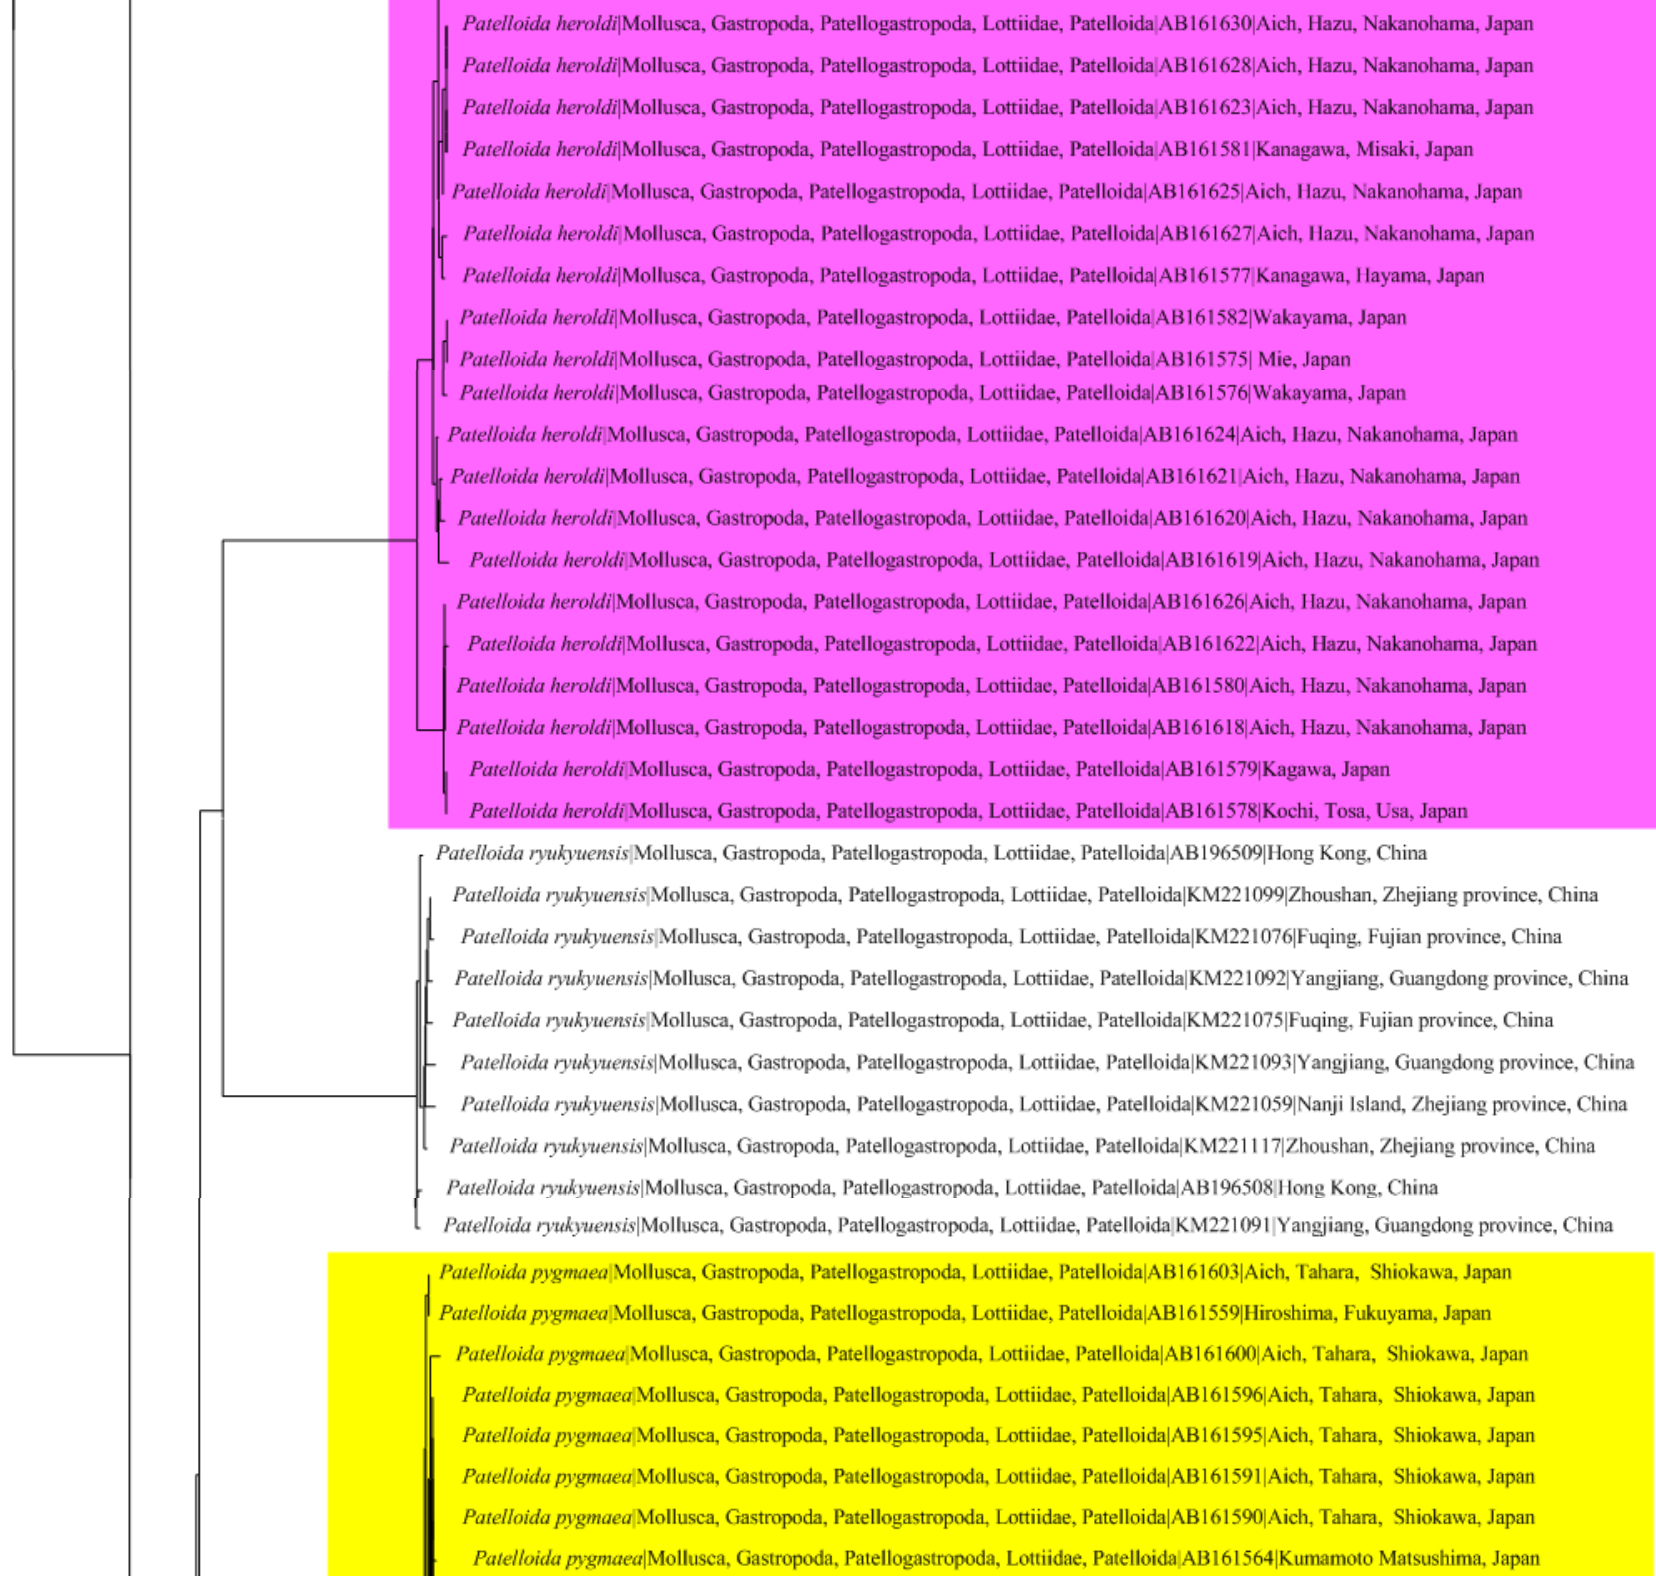 Patelloida heroldi|Mollusca, Gastropoda, Patellogastropoda, Lottiidae, Patelloida|AB161630|Aich, Hazu, Nakanohama, Japan
Patelloida heroldi|Mollusca, Gastropoda, Patellogastropoda, Lottiidae, Patelloida|AB161628|Aich, Hazu, Nakanohama, Japan
Patelloida heroldi|Mollusca, Gastropoda, Patellogastropoda, Lottiidae, Patelloida|AB161623|Aich, Hazu, Nakanohama, Japan
Patelloida heroldi|Mollusca, Gastropoda, Patellogastropoda, Lottiidae, Patelloida|AB161581|Kanagawa, Misaki, Japan
Patelloida heroldi|Mollusca, Gastropoda, Patellogastropoda, Lottiidae, Patelloida|AB161625|Aich, Hazu, Nakanohama, Japan
Patelloida heroldi|Mollusca, Gastropoda, Patellogastropoda, Lottiidae, Patelloida|AB161627|Aich, Hazu, Nakanohama, Japan
Patelloida heroldi|Mollusca, Gastropoda, Patellogastropoda, Lottiidae, Patelloida|AB161577|Kanagawa, Hayama, Japan
Patelloida heroldi|Mollusca, Gastropoda, Patellogastropoda, Lottiidae, Patelloida|AB161582|Wakayama, Japan
Patelloida heroldi|Mollusca, Gastropoda, Patellogastropoda, Lottiidae, Patelloida|AB161575| Mie, Japan
Patelloida heroldi|Mollusca, Gastropoda, Patellogastropoda, Lottiidae, Patelloida|AB161576|Wakayama, Japan
Patelloida heroldi|Mollusca, Gastropoda, Patellogastropoda, Lottiidae, Patelloida|AB161624|Aich, Hazu, Nakanohama, Japan
Patelloida heroldi|Mollusca, Gastropoda, Patellogastropoda, Lottiidae, Patelloida|AB161621|Aich, Hazu, Nakanohama, Japan
Patelloida heroldi|Mollusca, Gastropoda, Patellogastropoda, Lottiidae, Patelloida|AB161620|Aich, Hazu, Nakanohama, Japan
Patelloida heroldi|Mollusca, Gastropoda, Patellogastropoda, Lottiidae, Patelloida|AB161619|Aich, Hazu, Nakanohama, Japan
Patelloida heroldi|Mollusca, Gastropoda, Patellogastropoda, Lottiidae, Patelloida|AB161626|Aich, Hazu, Nakanohama, Japan
Patelloida heroldi|Mollusca, Gastropoda, Patellogastropoda, Lottiidae, Patelloida|AB161622|Aich, Hazu, Nakanohama, Japan
Patelloida heroldi|Mollusca, Gastropoda, Patellogastropoda, Lottiidae, Patelloida|AB161580|Aich, Hazu, Nakanohama, Japan
Patelloida heroldi|Mollusca, Gastropoda, Patellogastropoda, Lottiidae, Patelloida|AB161618|Aich, Hazu, Nakanohama, Japan
Patelloida heroldi|Mollusca, Gastropoda, Patellogastropoda, Lottiidae, Patelloida|AB161579|Kagawa, Japan
Patelloida heroldi|Mollusca, Gastropoda, Patellogastropoda, Lottiidae, Patelloida|AB161578|Kochi, Tosa, Usa, Japan
Patelloida ryukyuensis|Mollusca, Gastropoda, Patellogastropoda, Lottiidae, Patelloida|AB196509|Hong Kong, China
Patelloida ryukyuensis|Mollusca, Gastropoda, Patellogastropoda, Lottiidae, Patelloida|KM221099|Zhoushan, Zhejiang province, China
Patelloida ryukyuensis|Mollusca, Gastropoda, Patellogastropoda, Lottiidae, Patelloida|KM221076|Fuqing, Fujian province, China
Patelloida ryukyuensis|Mollusca, Gastropoda, Patellogastropoda, Lottiidae, Patelloida|KM221092|Yangjiang, Guangdong province, China
Patelloida ryukyuensis|Mollusca, Gastropoda, Patellogastropoda, Lottiidae, Patelloida|KM221075|Fuqing, Fujian province, China
Patelloida ryukyuensis|Mollusca, Gastropoda, Patellogastropoda, Lottiidae, Patelloida|KM221093|Yangjiang, Guangdong province, China
Patelloida ryukyuensis|Mollusca, Gastropoda, Patellogastropoda, Lottiidae, Patelloida|KM221059|Nanji Island, Zhejiang province, China
Patelloida ryukyuensis|Mollusca, Gastropoda, Patellogastropoda, Lottiidae, Patelloida|KM221117|Zhoushan, Zhejiang province, China
Patelloida ryukyuensis|Mollusca, Gastropoda, Patellogastropoda, Lottiidae, Patelloida|AB196508|Hong Kong, China
Patelloida ryukyuensis|Mollusca, Gastropoda, Patellogastropoda, Lottiidae, Patelloida|KM221091|Yangjiang, Guangdong province, China
Patelloida pygmaea|Mollusca, Gastropoda, Patellogastropoda, Lottiidae, Patelloida|AB161603|Aich, Tahara, Shiokawa, Japan
Patelloida pygmaea|Mollusca, Gastropoda, Patellogastropoda, Lottiidae, Patelloida|AB161559|Hiroshima, Fukuyama, Japan
Patelloida pygmaea|Mollusca, Gastropoda, Patellogastropoda, Lottiidae, Patelloida|AB161600|Aich, Tahara, Shiokawa, Japan
Patelloida pygmaea|Mollusca, Gastropoda, Patellogastropoda, Lottiidae, Patelloida|AB161596|Aich, Tahara, Shiokawa, Japan
Patelloida pygmaea|Mollusca, Gastropoda, Patellogastropoda, Lottiidae, Patelloida|AB161595|Aich, Tahara, Shiokawa, Japan
Patelloida pygmaea|Mollusca, Gastropoda, Patellogastropoda, Lottiidae, Patelloida|AB161591|Aich, Tahara, Shiokawa, Japan
Patelloida pygmaea|Mollusca, Gastropoda, Patellogastropoda, Lottiidae, Patelloida|AB161590|Aich, Tahara, Shiokawa, Japan
Patelloida pygmaea|Mollusca, Gastropoda, Patellogastropoda, Lottiidae, Patelloida|AB161564|Kumamoto Matsushima, Japan